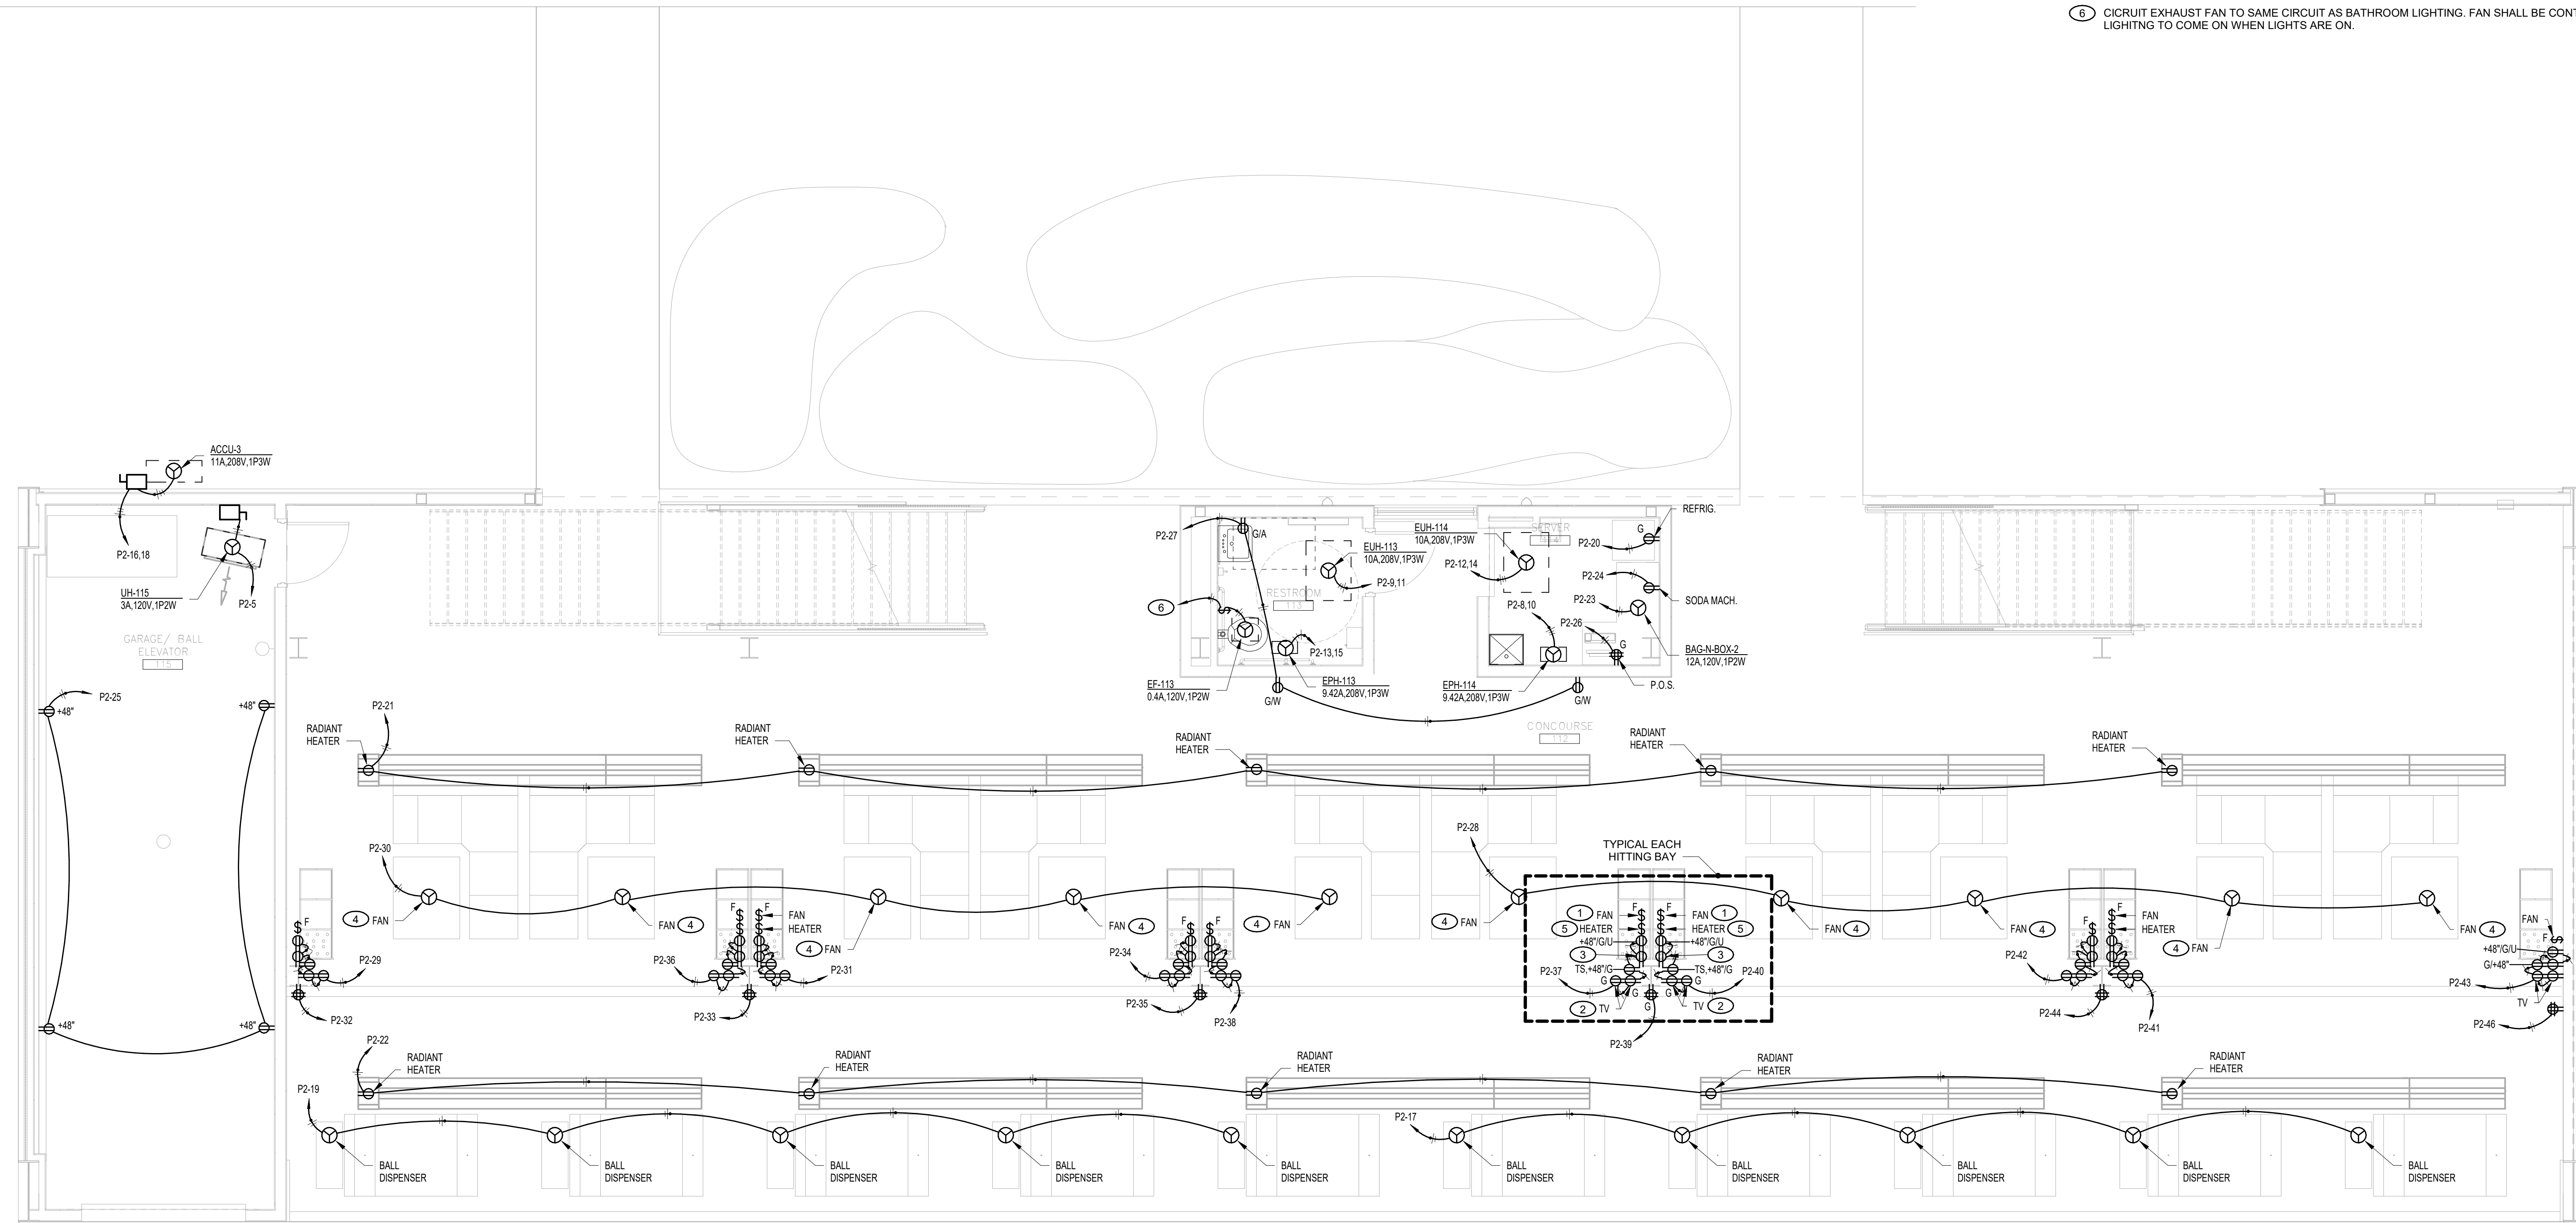 6 CICRUIT EXHAUST FAN TO SAME CIRCUIT AS BATHROOM LIGHTING. FAN SHALL BE CONT
LIGHITNG TO COME ON WHEN LIGHTS ARE ON.
ACCU-3
11A,208V,1P3W
P2-16,18
UH-115
3A,120V,1P2W
P2-5
GARAGE/ BALL
ELEVATOR
115
P2-25
+48"
+48"
+48"
+48"
P2-27
G/A
EUH-113
10A,208V,1P3W
P2-9,11
RESTROOM
113
6
P2-13,15
EF-113
0.4A,120V,1P2W
EPH-113
9.42A,208V,1P3W
G/W
EUH-114
10A,208V,1P3W
SERVER
P2-12,14
REFRIG.
G
P2-20
P2-24
SODA MACH.
P2-23
P2-8,10
P2-26
G
BAG-N-BOX-2
12A,120V,1P2W
EPH-114
9.42A,208V,1P3W
P.O.S.
G/W
CONCOURSE
112
P2-21
RADIANT
HEATER
RADIANT
HEATER
RADIANT
HEATER
RADIANT
HEATER
RADIANT
HEATER
P2-30
P2-28
TYPICAL EACH
HITTING BAY
4 FAN
FAN 4
4 FAN
FAN 4
4 FAN
4 FAN
FAN 4
FAN 4
4 FAN
FAN 4
F
P2-29
P2-32
F
F
FAN
HEATER
P2-36
P2-31
P2-33
F
F
P2-34
P2-35
P2-38
F
F
1 FAN
FAN 1
5 HEATER
HEATER 5
+48"/G/U
+48"/G/U
3
3
TS,+48"/G
TS,+48"/G
P2-37
P2-40
G
G
G
G
2 TV
G
TV 2
P2-39
F
F
FAN
HEATER
P2-42
P2-44
P2-41
FAN
F
+48"/G/U
G/+48"
P2-43
TV
P2-46
P2-22
RADIANT
HEATER
RADIANT
HEATER
RADIANT
HEATER
RADIANT
HEATER
RADIANT
HEATER
P2-19
P2-17
BALL
DISPENSER
BALL
DISPENSER
BALL
DISPENSER
BALL
DISPENSER
BALL
DISPENSER
BALL
DISPENSER
BALL
DISPENSER
BALL
DISPENSER
BALL
DISPENSER
BALL
DISPENSER